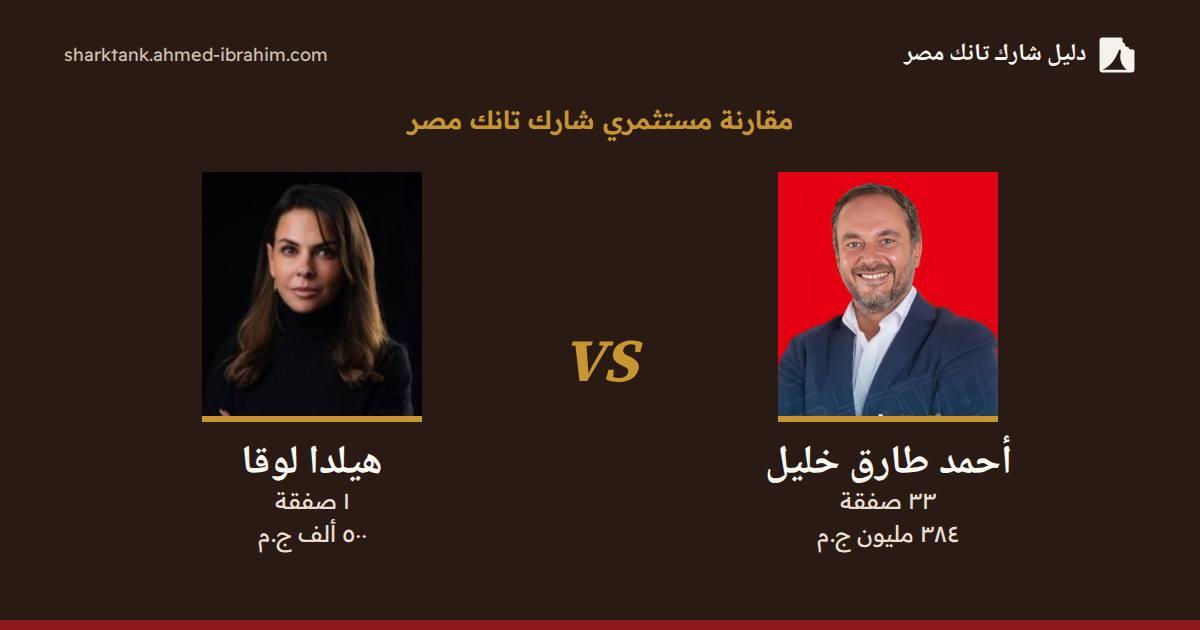 دليل شارك تانك مصر
sharktank.ahmed-ibrahim.com
مقارنة مستثمري شارك تانك مصر
VS
أحمد طارق خليل
٣٣ صفقة
٣٨٤ مليون ج.م
هيلدا لوقا
١ صفقة
٥٠٠ ألف ج.م